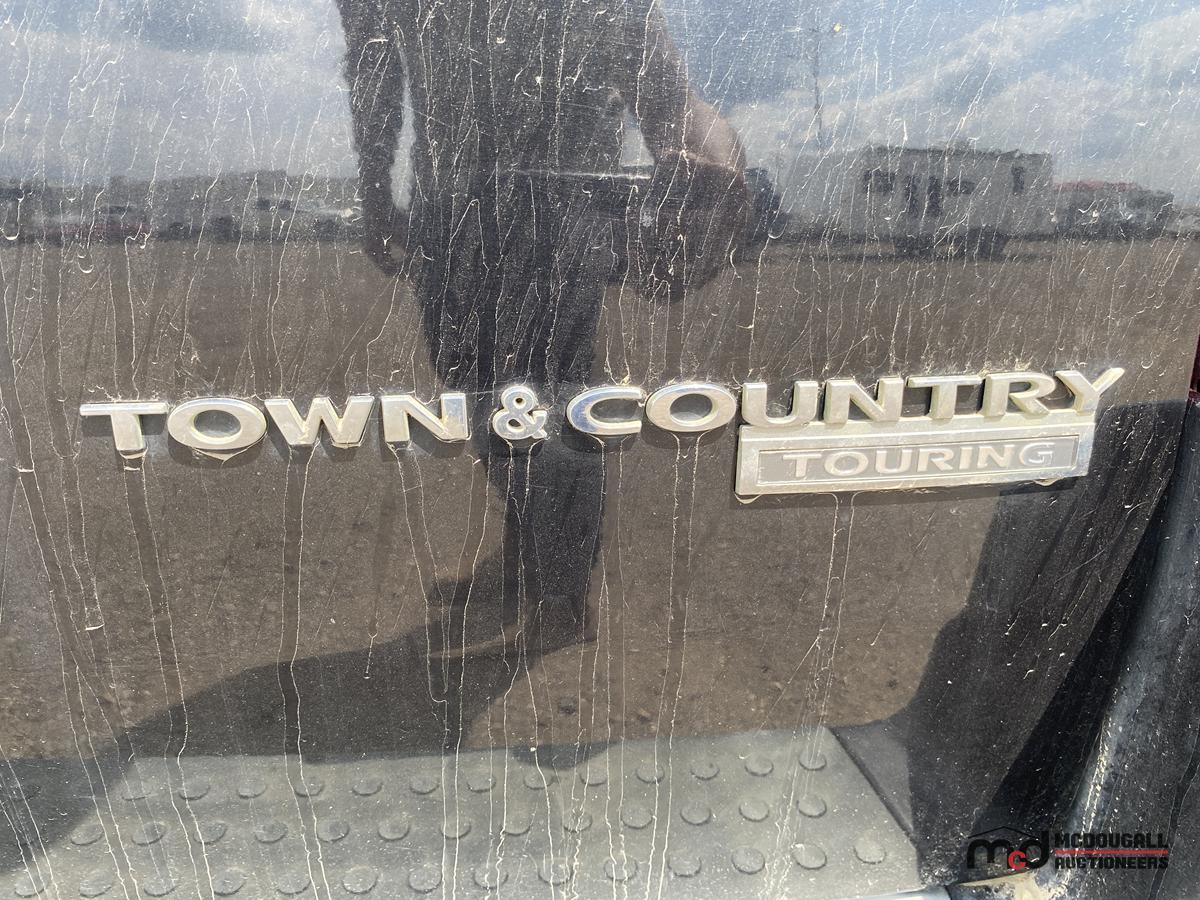 TOWN & COUNTRY
TOURING
mcd MCDOUGALL
AUCTIONEERS